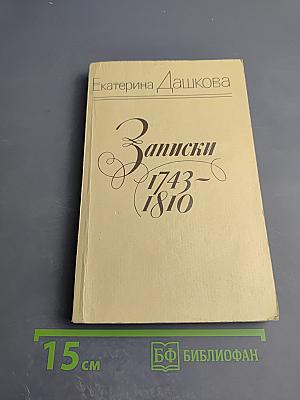 Екатерина Дашкова
Записки
1743–
1810
15 см
БФ БИБЛИОФАН